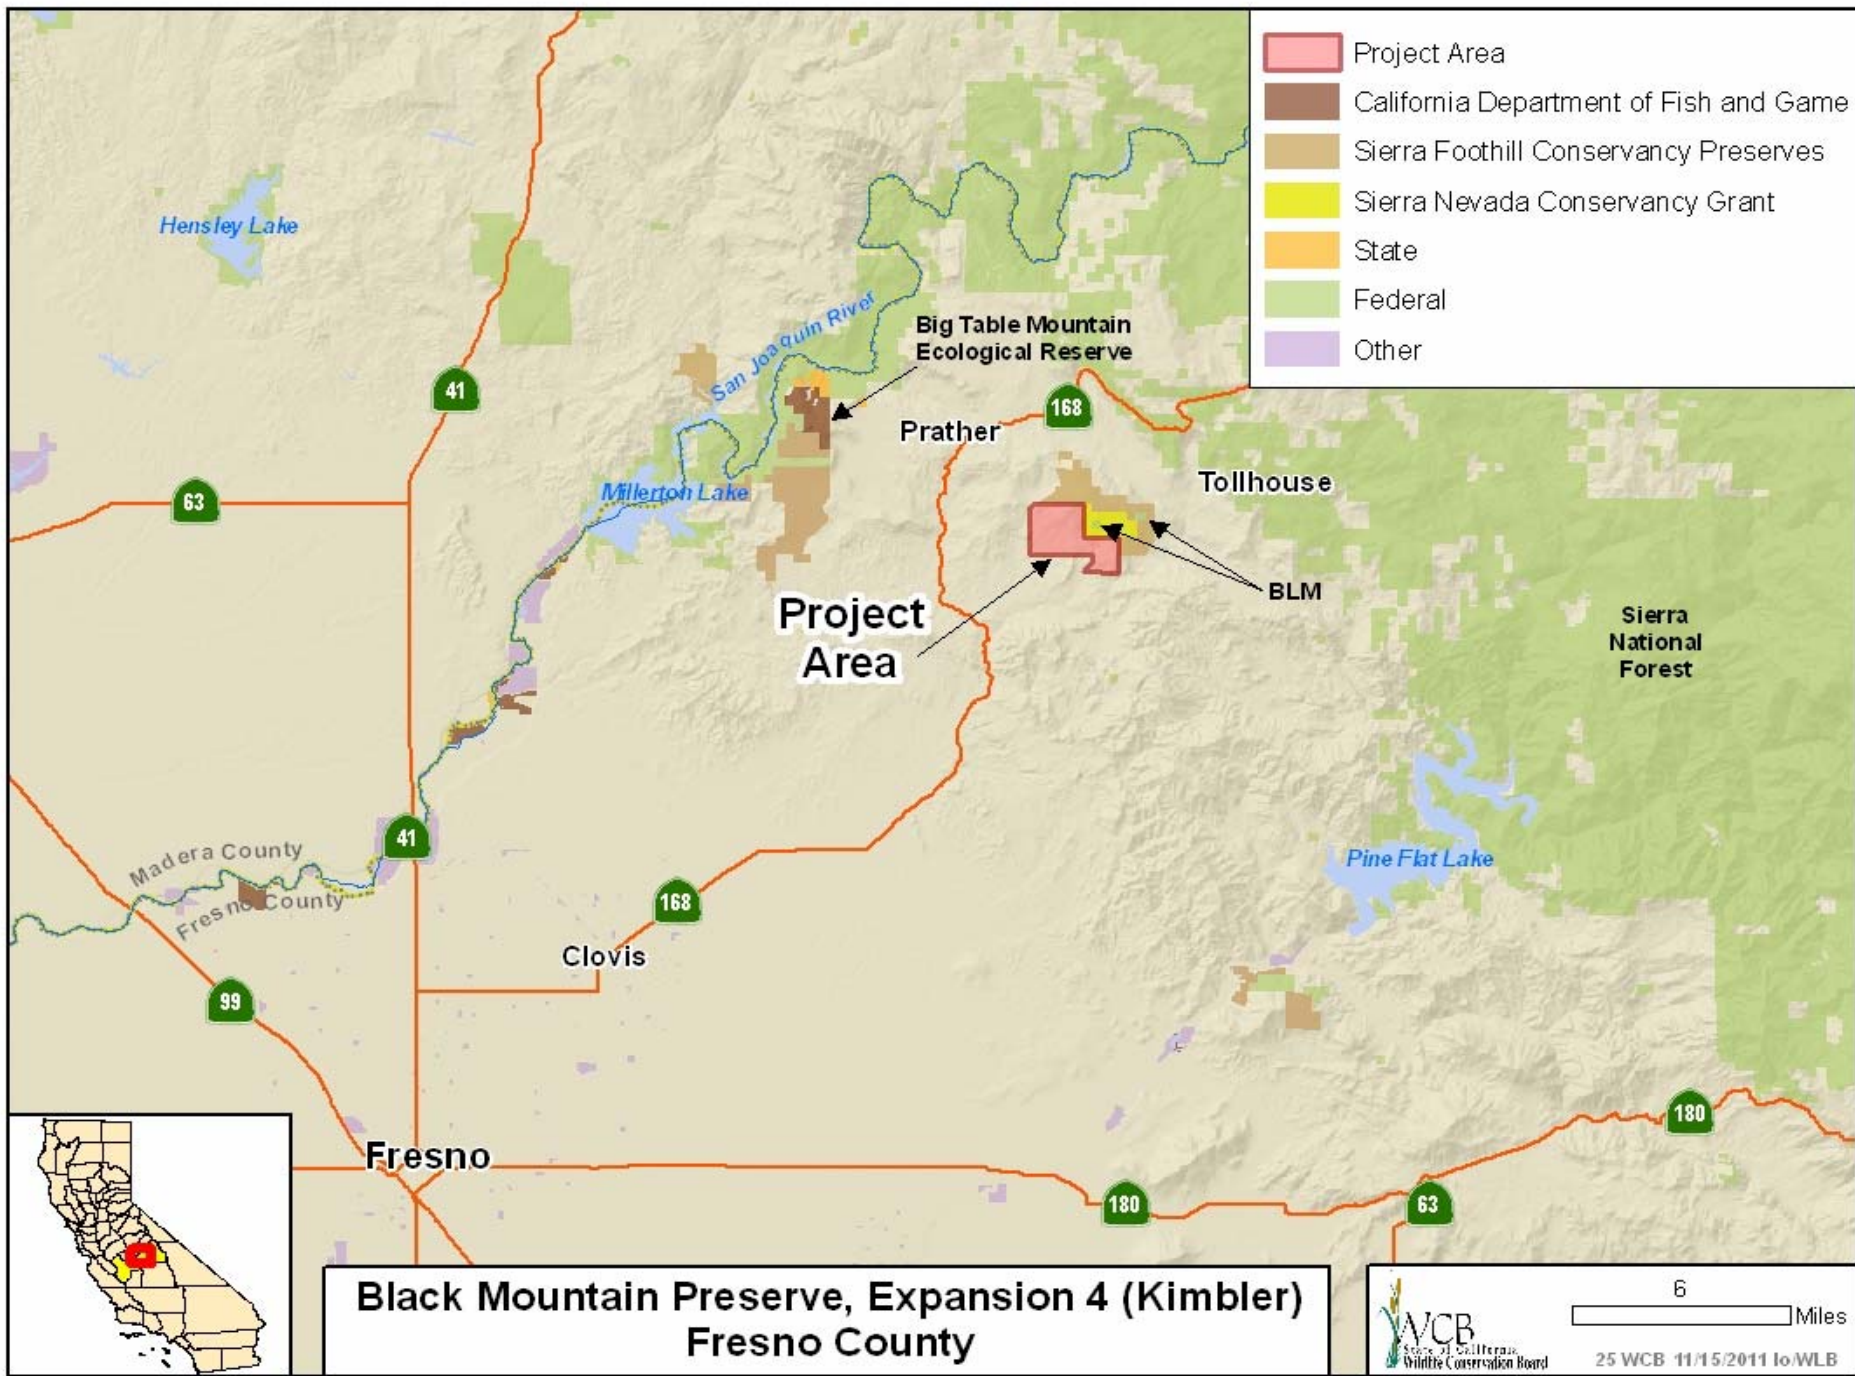 Project Area
California Department of Fish and Game
Sierra Foothill Conservancy Preserves
Sierra Nevada Conservancy Grant
State
Federal
Other
Hensley Lake
San Joaquin River
Big Table Mountain
Ecological Reserve
41
168
Prather
Tollhouse
63
Millerton Lake
BLM
Project
Area
Sierra
National
Forest
41
Madera County
Fresno County
Pine Flat Lake
168
Clovis
99
180
Fresno
180
63
Black Mountain Preserve, Expansion 4 (Kimbler)
Fresno County
WCB
State of California
Wildlife Conservation Board
6
Miles
25 WCB 11/15/2011 lo/WLB